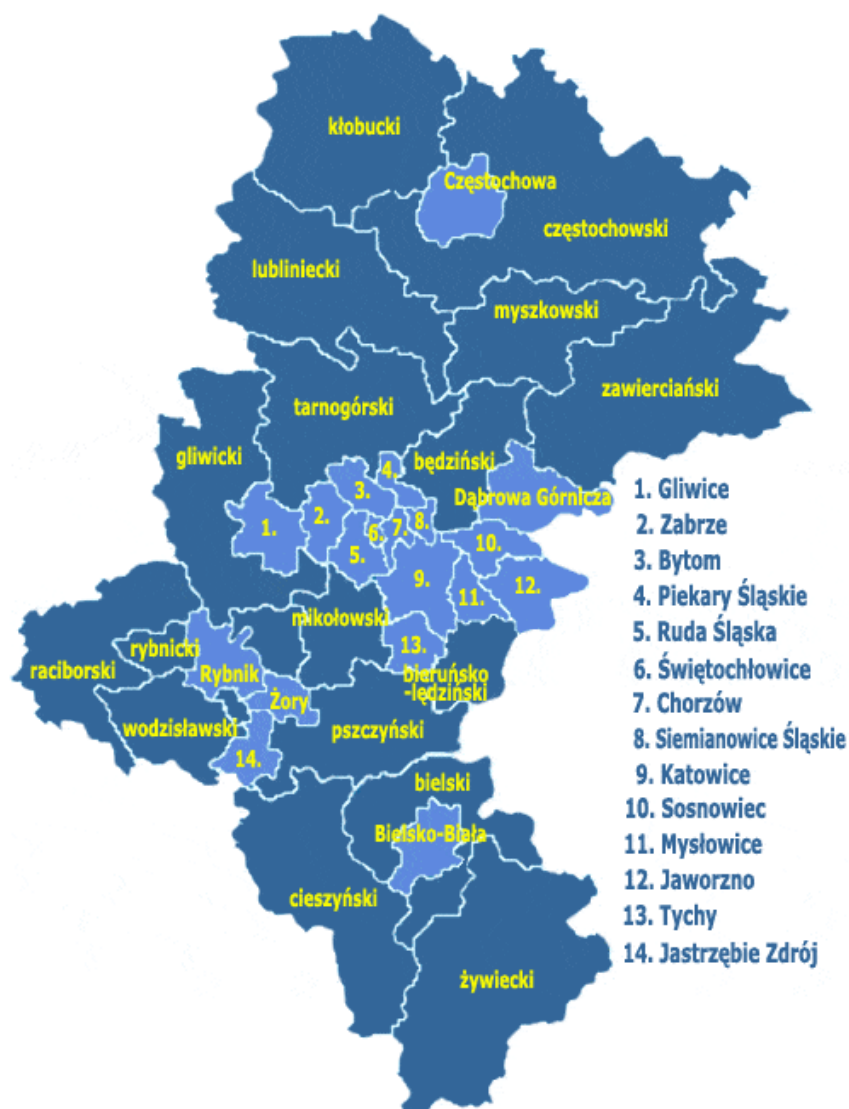 kłobucki
Częstochowa
częstochowski
lubliniecki
myszkowski
zawierciański
tarnogórski
gliwicki
będziński
4.
3.
Dąbrowa Górnicza
1.
2.
6.
7.
8.
5.
10.
9.
11.
12.
mikołowski
13.
rybnicki
raciborski
Rybnik
bieruńsko
-lędziński
Żory
wodzisławski
pszczyński
14.
bielski
Bielsko-Biała
cieszyński
żywiecki
1. Gliwice
2. Zabrze
3. Bytom
4. Piekary Śląskie
5. Ruda Śląska
6. Świętochłowice
7. Chorzów
8. Siemianowice Śląskie
9. Katowice
10. Sosnowiec
11. Mysłowice
12. Jaworzno
13. Tychy
14. Jastrzębie Zdrój